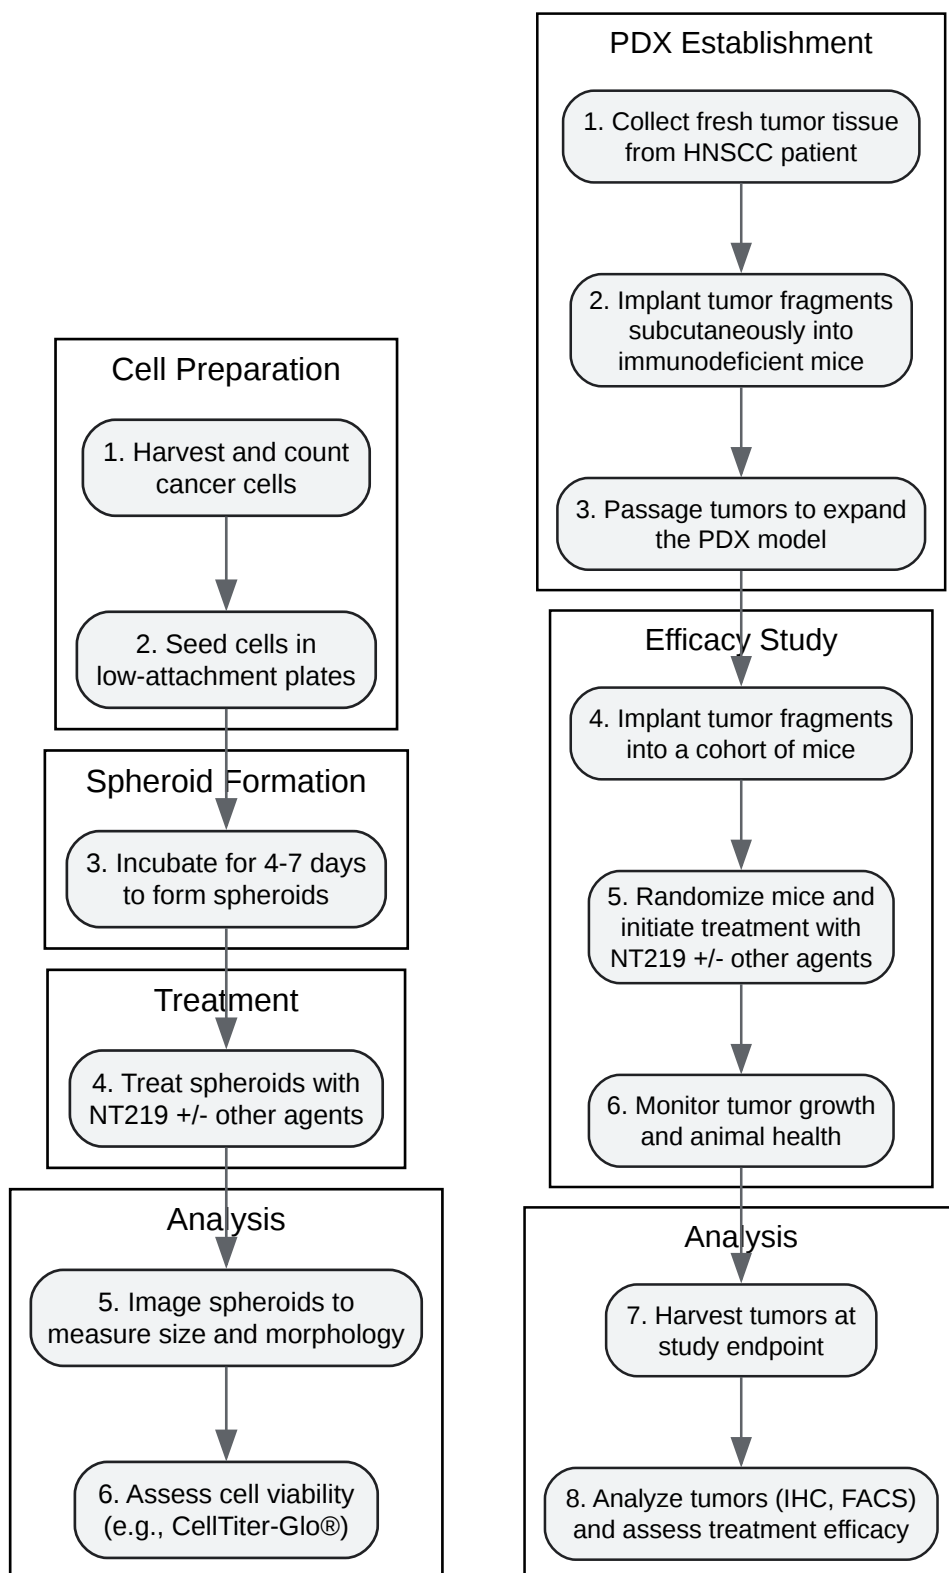 Cell Preparation
1. Harvest and count
cancer cells
2. Seed cells in
low-attachment plates
Spheroid Formation
3. Incubate for 4-7 days
to form spheroids
Treatment
4. Treat spheroids with
NT219 +/- other agents
Analysis
5. Image spheroids to
measure size and morphology
6. Assess cell viability
(e.g., CellTiter-Glo®)
PDX Establishment
1. Collect fresh tumor tissue
from HNSCC patient
2. Implant tumor fragments
subcutaneously into
immunodeficient mice
3. Passage tumors to expand
the PDX model
Efficacy Study
4. Implant tumor fragments
into a cohort of mice
5. Randomize mice and
initiate treatment with
NT219 +/- other agents
6. Monitor tumor growth
and animal health
Analysis
7. Harvest tumors at
study endpoint
8. Analyze tumors (IHC, FACS)
and assess treatment efficacy